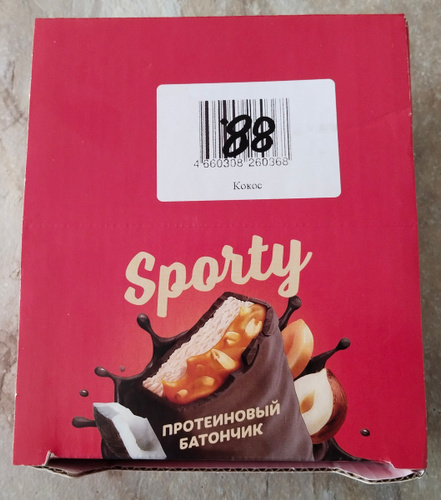 88
4 660308 260368
Кокос
Sporty
ПРОТЕИНОВЫЙ
БАТОНЧИК